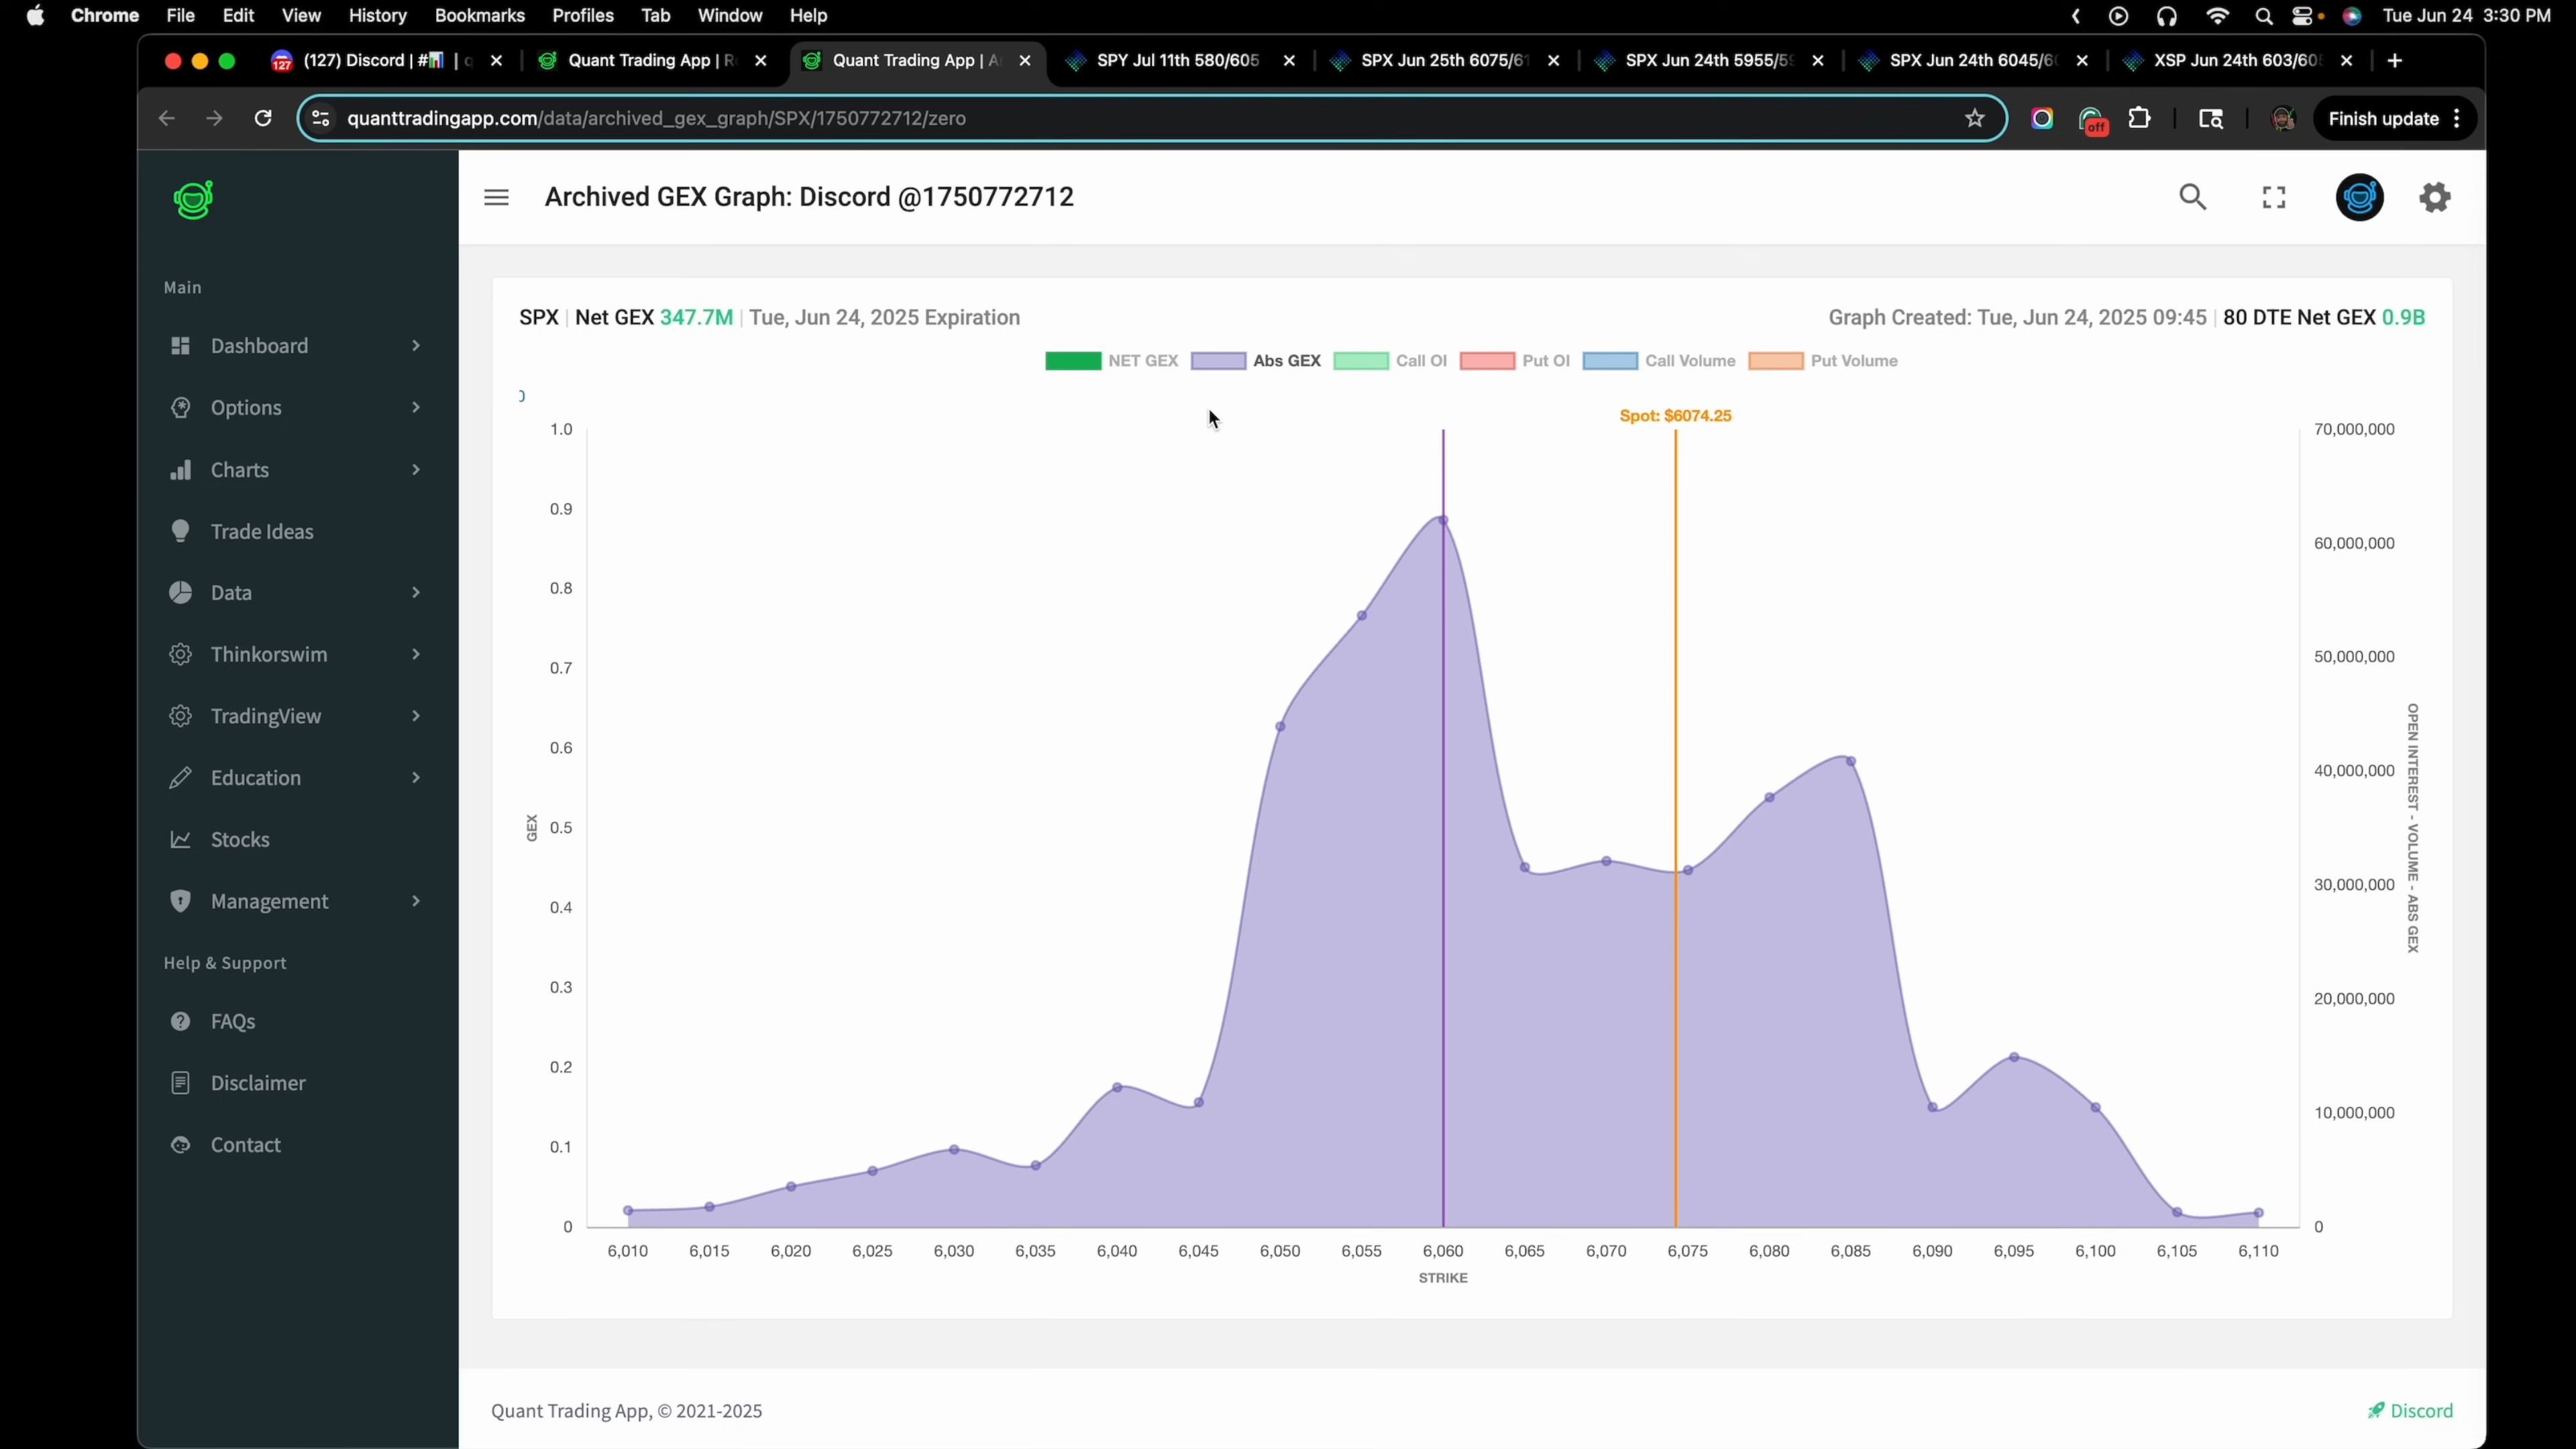 Chrome File Edit View History Bookmarks Profiles Tab Window Help Tue Jun 24 3:30 PM
127 (127) Discord | #📊 | Quant Trading App | Quant Trading App | SPY Jul 11th 580/605 SPX Jun 25th 6075/61 SPX Jun 24th 5955/59 SPX Jun 24th 6045/60 XSP Jun 24th 603/605
quanttradingapp.com/data/archived_gex_graph/SPX/1750772712/zero off Finish update
Archived GEX Graph: Discord @1750772712
Main
Dashboard
Options
Charts
Trade Ideas
Data
Thinkorswim
TradingView
Education
Stocks
Management
Help & Support
FAQs
Disclaimer
Contact
SPX | Net GEX 347.7M | Tue, Jun 24, 2025 Expiration
Graph Created: Tue, Jun 24, 2025 09:45 | 80 DTE Net GEX 0.9B
NET GEX Abs GEX Call OI Put OI Call Volume Put Volume
Spot: $6074.25
1.0
0.9
0.8
0.7
0.6
0.5
0.4
0.3
0.2
0.1
0
GEX
70,000,000
60,000,000
50,000,000
40,000,000
30,000,000
20,000,000
10,000,000
0
OPEN INTEREST - VOLUME - ABS GEX
6,010 6,015 6,020 6,025 6,030 6,035 6,040 6,045 6,050 6,055 6,060 6,065 6,070 6,075 6,080 6,085 6,090 6,095 6,100 6,105 6,110
STRIKE
Quant Trading App, © 2021-2025
Discord